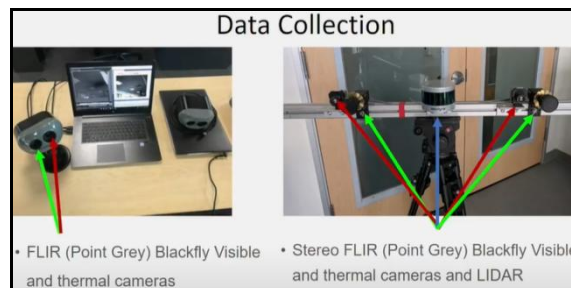 Data Collection
• FLIR (Point Grey) Blackfly Visible
and thermal cameras
• Stereo FLIR (Point Grey) Blackfly Visible
and thermal cameras and LIDAR